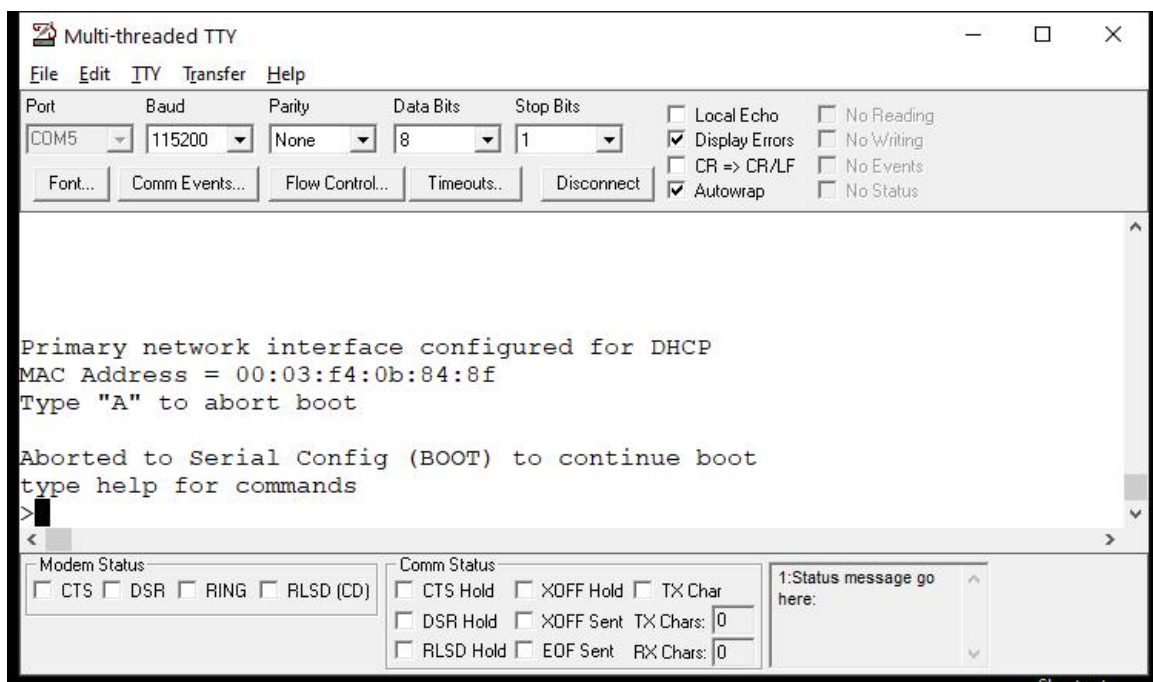 Multi-threaded TTY
File Edit TTY Transfer Help
Port Baud Parity Data Bits Stop Bits
COM5 115200 None 8 1
Local Echo No Reading
Display Errors No Writing
CR => CR/LF No Events
Autowrap No Status
Font... Comm Events... Flow Control... Timeouts.. Disconnect
Primary network interface configured for DHCP
MAC Address = 00:03:f4:0b:84:8f
Type "A" to abort boot
Aborted to Serial Config (BOOT) to continue boot
type help for commands
>
Modem Status
CTS DSR RING RLSD (CD)
Comm Status
CTS Hold XOFF Hold TX Char
DSR Hold XOFF Sent TX Chars: 0
RLSD Hold EOF Sent RX Chars: 0
1:Status message go
here: